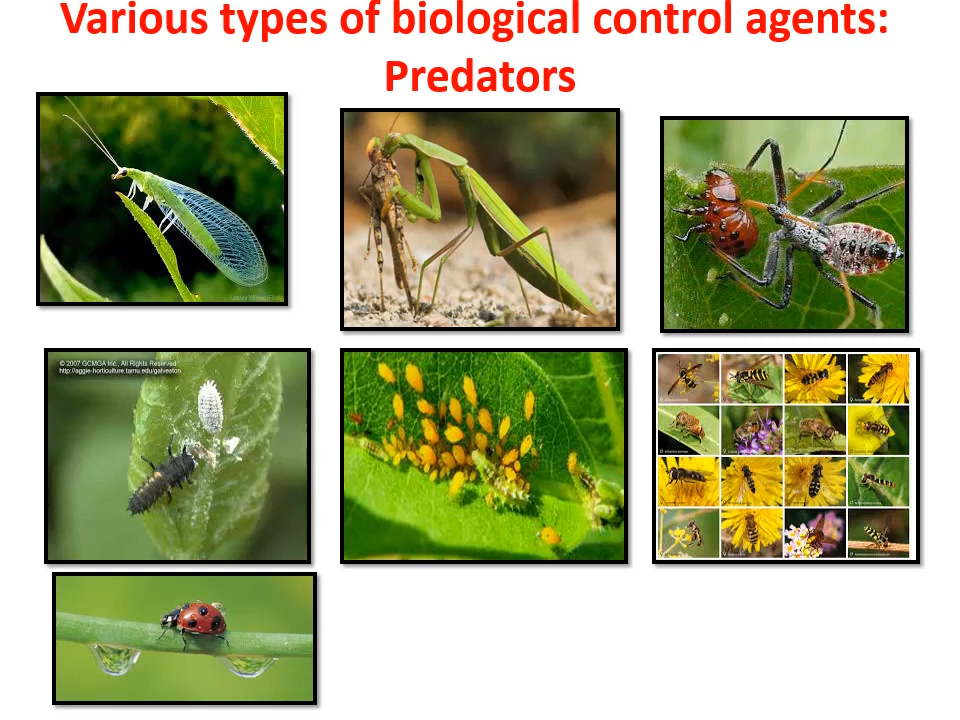 Various types of biological control agents:
Predators
© 2007 GCMGA Inc., All Rights Reserved
http://aggie-horticulture.tamu.edu/galveston